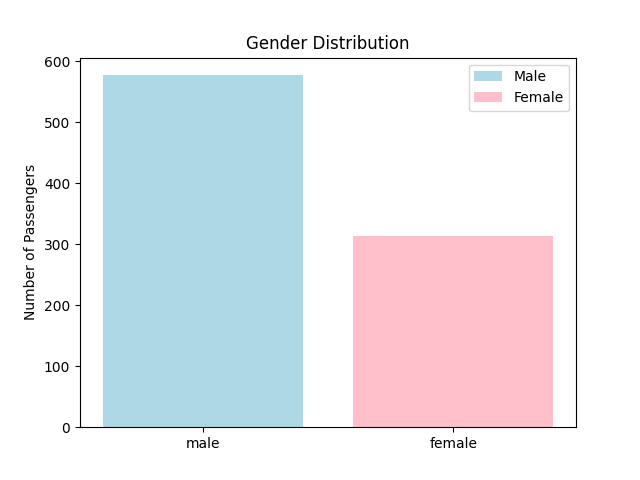 Gender Distribution
Male
Female
Number of Passengers
600
500
400
300
200
100
0
male
female